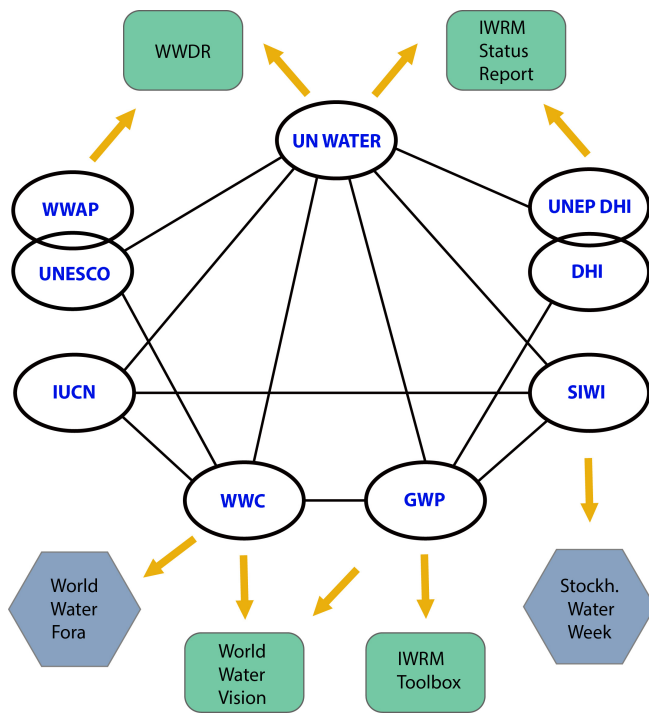 WWDR
IWRM
Status
Report
UN WATER
WWAP
UNEP DHI
UNESCO
DHI
IUCN
SIWI
WWC
GWP
World
Water
Fora
Stockh.
Water
Week
World
Water
Vision
IWRM
Toolbox